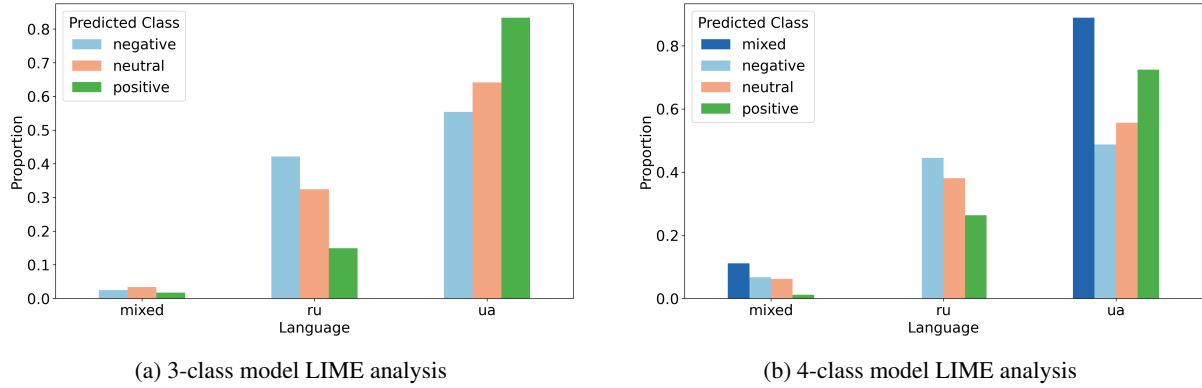 Predicted Class
negative
neutral
positive
0.8
0.7
0.6
0.5
0.4
0.3
0.2
0.1
0.0
Proportion
mixed
ru
ua
Language
(a) 3-class model LIME analysis
Predicted Class
mixed
negative
neutral
positive
0.8
0.6
0.4
0.2
0.0
Proportion
mixed
ru
ua
Language
(b) 4-class model LIME analysis